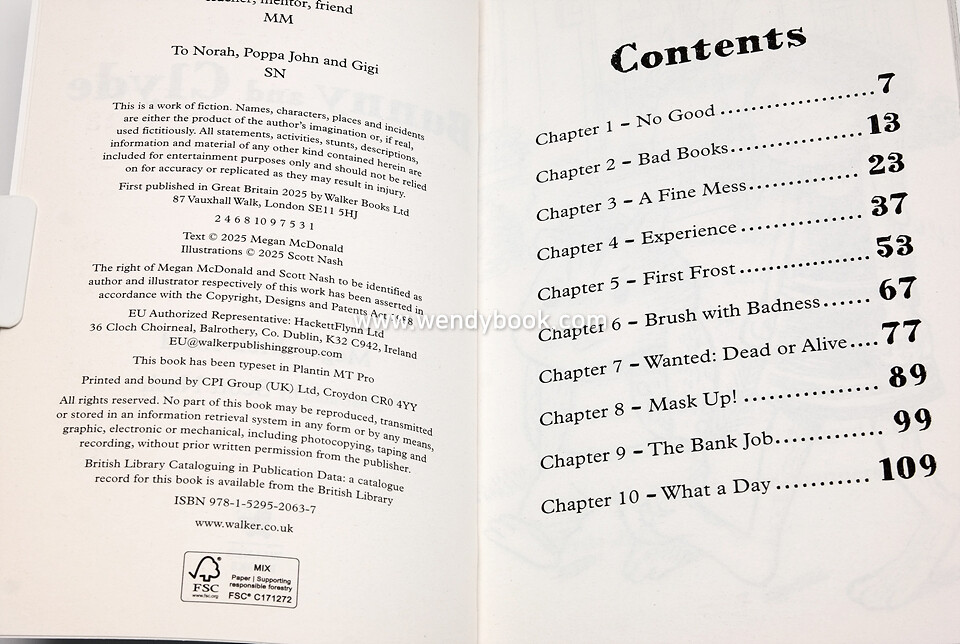 mentor, friend
MM
To Norah, Poppa John and Gigi
SN
This is a work of fiction. Names, characters, places and incidents
are either the product of the author's imagination or, if real,
used fictitiously. All statements, activities, stunts, descriptions,
information and material of any other kind contained herein are
included for entertainment purposes only and should not be relied
on for accuracy or replicated as they may result in injury.
First published in Great Britain 2025 by Walker Books Ltd
87 Vauxhall Walk, London SE11 5HJ
2 4 6 8 10 9 7 5 3 1
Text © 2025 Megan McDonald
Illustrations © 2025 Scott Nash
The right of Megan McDonald and Scott Nash to be identified as
author and illustrator respectively of this work has been asserted in
accordance with the Copyright, Designs and Patents Act 1988
EU Authorized Representative: HackettFlynn Ltd
36 Cloch Choirneal, Balrothery, Co. Dublin, K32 C942, Ireland
EU@walkerpublishinggroup.com
This book has been typeset in Plantin MT Pro
Printed and bound by CPI Group (UK) Ltd, Croydon CR0 4YY
All rights reserved. No part of this book may be reproduced, transmitted
or stored in an information retrieval system in any form or by any means,
graphic, electronic or mechanical, including photocopying, taping and
recording, without prior written permission from the publisher.
British Library Cataloguing in Publication Data: a catalogue
record for this book is available from the British Library
ISBN 978-1-5295-2063-7
www.walker.co.uk
FSC
www.fsc.org
MIX
Paper | Supporting
responsible forestry
FSC® C171272
Contents
Chapter 1 – No Good ................... 7
Chapter 2 – Bad Books ................ 13
Chapter 3 – A Fine Mess .............. 23
Chapter 4 – Experience ............... 37
Chapter 5 – First Frost ................ 53
Chapter 6 – Brush with Badness ...... 67
Chapter 7 – Wanted: Dead or Alive .... 77
Chapter 8 – Mask Up! ................ 89
Chapter 9 – The Bank Job ............. 99
Chapter 10 – What a Day ........... 109
www.wendybook.com